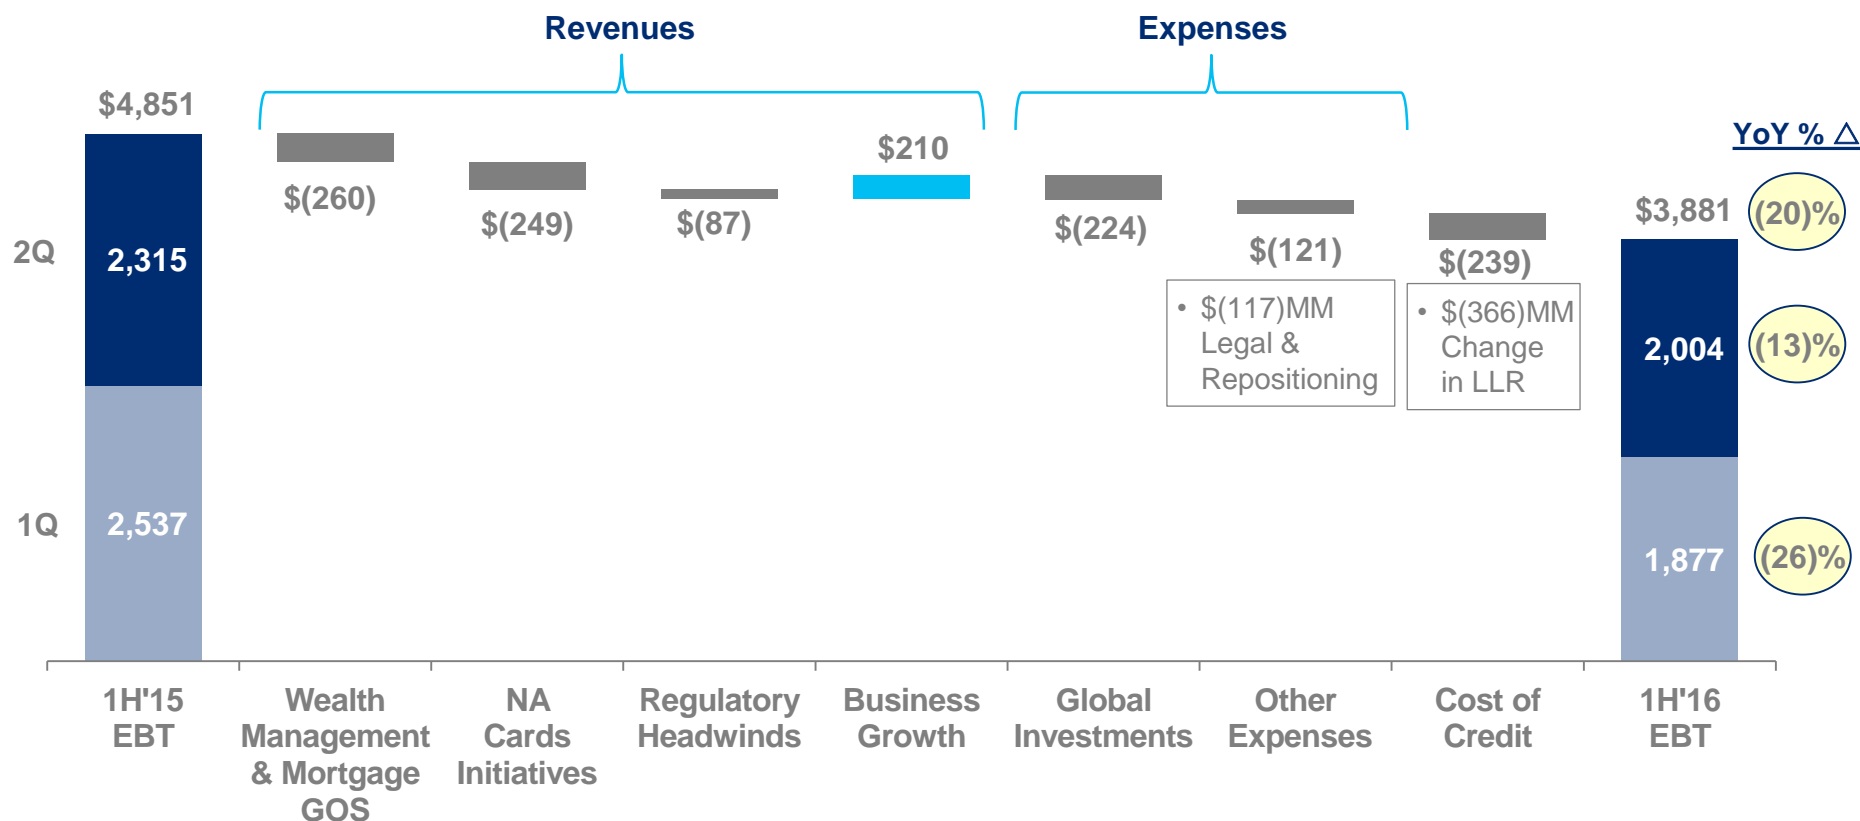 Revenues
Expenses
$4,851
$(260)
$(249)
$(87)
$210
$(224)
$(121)
$(239)
$3,881
YoY % △
(20)%
2Q
2,315
• $(117)MM
Legal &
Repositioning
• $(366)MM
Change
in LLR
2,004
(13)%
1Q
2,537
1,877
(26)%
1H'15
EBT
Wealth
Management
& Mortgage
GOS
NA
Cards
Initiatives
Regulatory
Headwinds
Business
Growth
Global
Investments
Other
Expenses
Cost of
Credit
1H'16
EBT